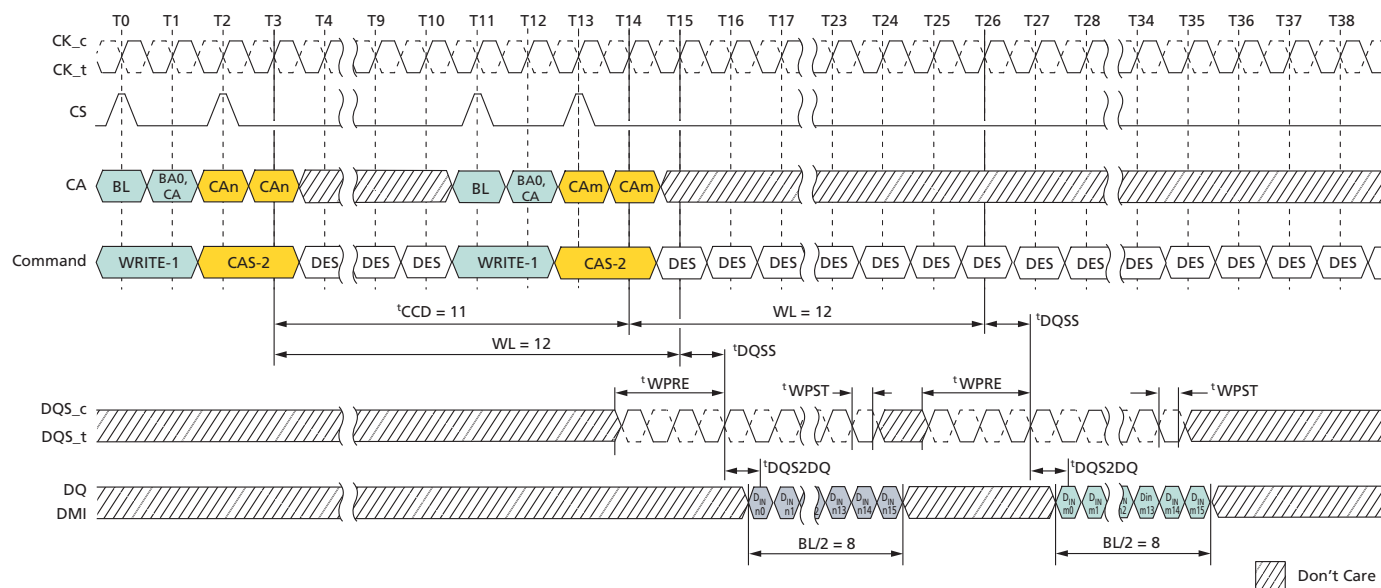 T0 T1 T2 T3 T4 T9 T10 T11 T12 T13 T14 T15 T16 T17 T23 T24 T25 T26 T27 T28 T34 T35 T36 T37 T38
CK_c
CK_t
CS
CA BL BA0, CA CAn CAn BL BA0, CA CAm CAm
Command WRITE-1 CAS-2 DES DES DES WRITE-1 CAS-2 DES DES DES DES DES DES DES DES DES DES DES DES DES DES
tCCD = 11 WL = 12 tDQSS
WL = 12 tDQSS
tWPRE tWPST tWPRE tWPST
DQS_c
DQS_t
tDQS2DQ tDQS2DQ
DQ
DMI
DIN n0 DIN n1 DIN n13 DIN n14 DIN n15 DIN m0 DIN m1 Din m13 DIN m14 DIN m15
BL/2 = 8 BL/2 = 8
Don't Care